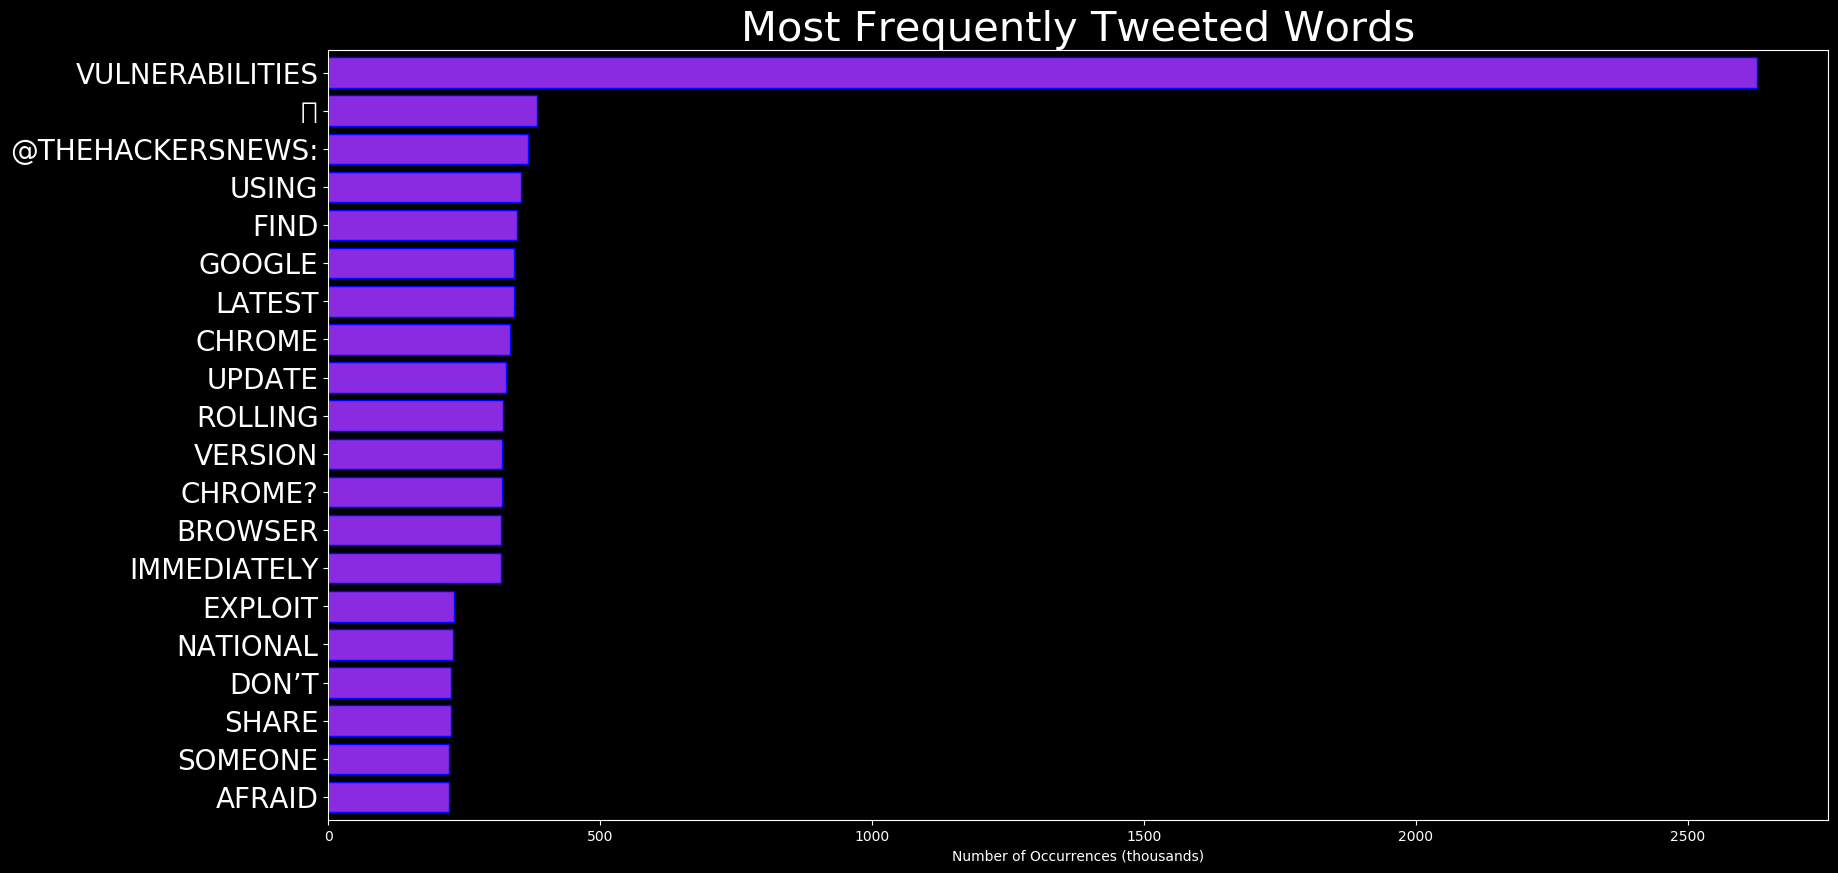 Most Frequently Tweeted Words
VULNERABILITIES
@THEHACKERSNEWS:
USING
FIND
GOOGLE
LATEST
CHROME
UPDATE
ROLLING
VERSION
CHROME?
BROWSER
IMMEDIATELY
EXPLOIT
NATIONAL
DON’T
SHARE
SOMEONE
AFRAID
0 500 1000 1500 2000 2500
Number of Occurrences (thousands)